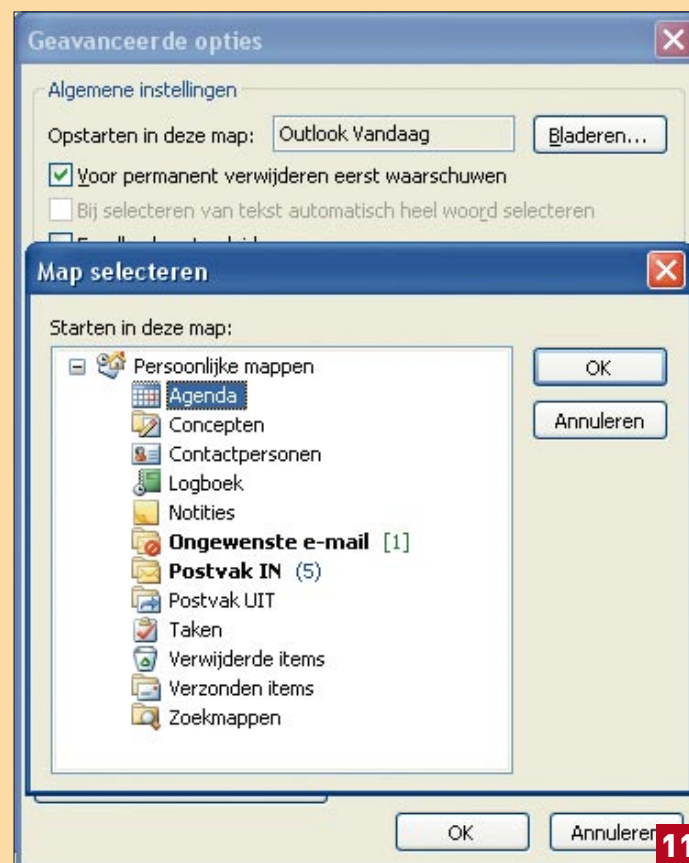 Geavanceerde opties
Algemene instellingen
Opstarten in deze map: Outlook Vandaag Bladeren...
Voor permanent verwijderen eerst waarschuwen
Bij selecteren van tekst automatisch heel woord selecteren
Map selecteren
Starten in deze map:
Persoonlijke mappen
Agenda
Concepten
Contactpersonen
Logboek
Notities
Ongewenste e-mail [1]
Postvak IN (5)
Postvak UIT
Taken
Verwijderde items
Verzonden items
Zoekmappen
OK
Annuleren
OK Annuleren
11